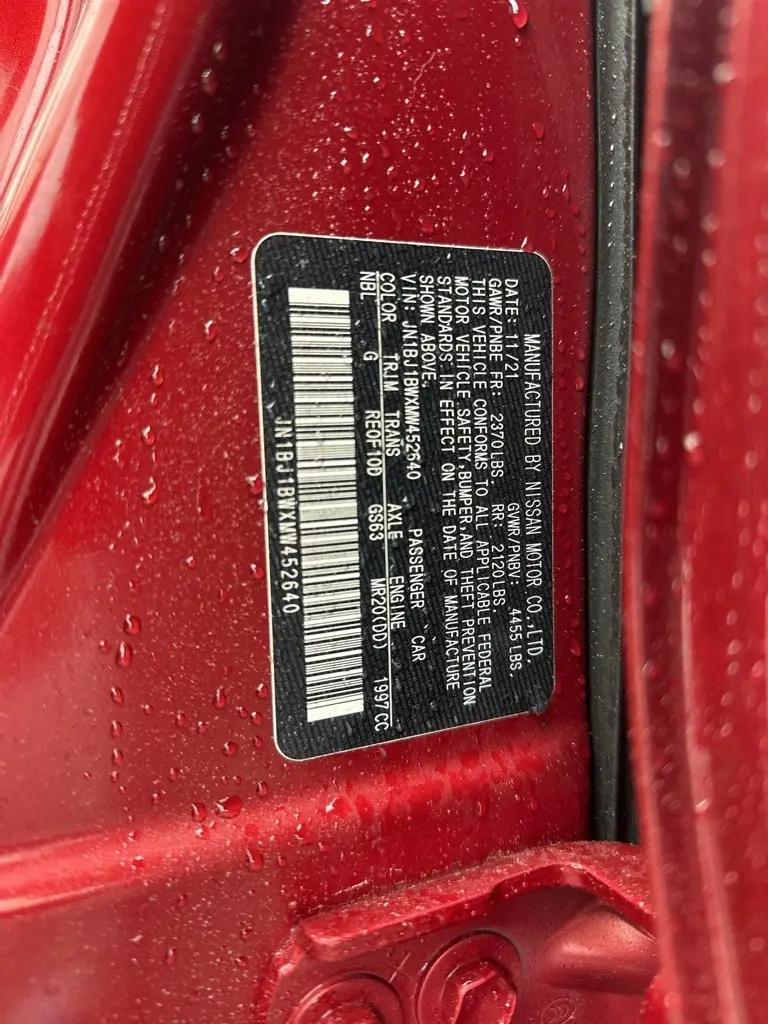 MANUFACTURED BY NISSAN MOTOR CO.,LTD.
DATE: 11/21 GVWR/PNBV: 4455 LBS.
GAWR/PNBE FR: 2370LBS. RR: 2120LBS.
THIS VEHICLE CONFORMS TO ALL APPLICABLE FEDERAL
MOTOR VEHICLE SAFETY,BUMPER,AND THEFT PREVENTION
STANDARDS IN EFFECT ON THE DATE OF MANUFACTURE
SHOWN ABOVE.
VIN: JN1BJ1BWXMW452640 PASSENGER CAR
COLOR TRIM TRANS AXLE ENGINE
NBL G RE0F10D GS63 MR20(DD) 1997CC
JN1BJ1BWXMW452640